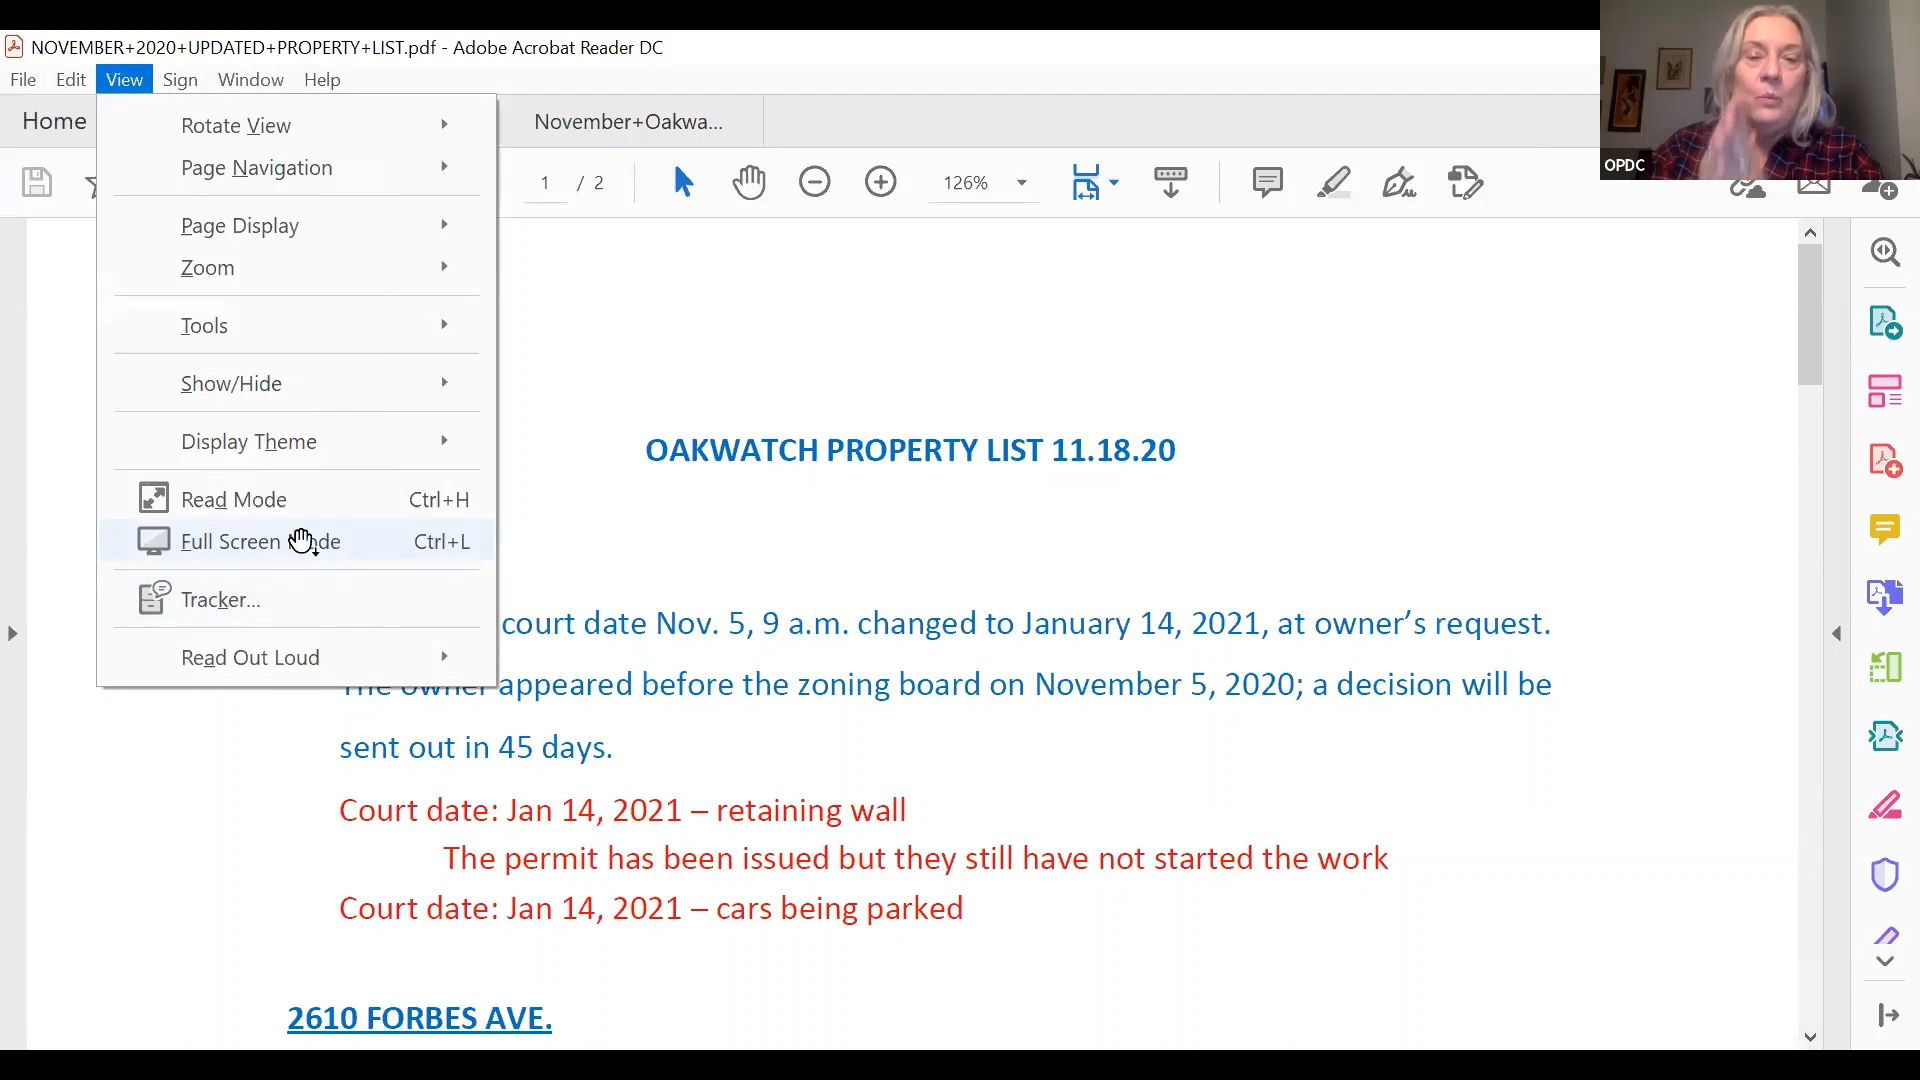 NOVEMBER+2020+UPDATED+PROPERTY+LIST.pdf - Adobe Acrobat Reader DC
File Edit View Sign Window Help
Home November+Oakwa...
1 / 2 126%
OPDC
Rotate View
Page Navigation
Page Display
Zoom
Tools
Show/Hide
Display Theme
Read Mode Ctrl+H
Full Screen Ctrl+L
Tracker...
Read Out Loud
OAKWATCH PROPERTY LIST 11.18.20
court date Nov. 5, 9 a.m. changed to January 14, 2021, at owner’s request.
The owner appeared before the zoning board on November 5, 2020; a decision will be
sent out in 45 days.
Court date: Jan 14, 2021 – retaining wall
The permit has been issued but they still have not started the work
Court date: Jan 14, 2021 – cars being parked
2610 FORBES AVE.